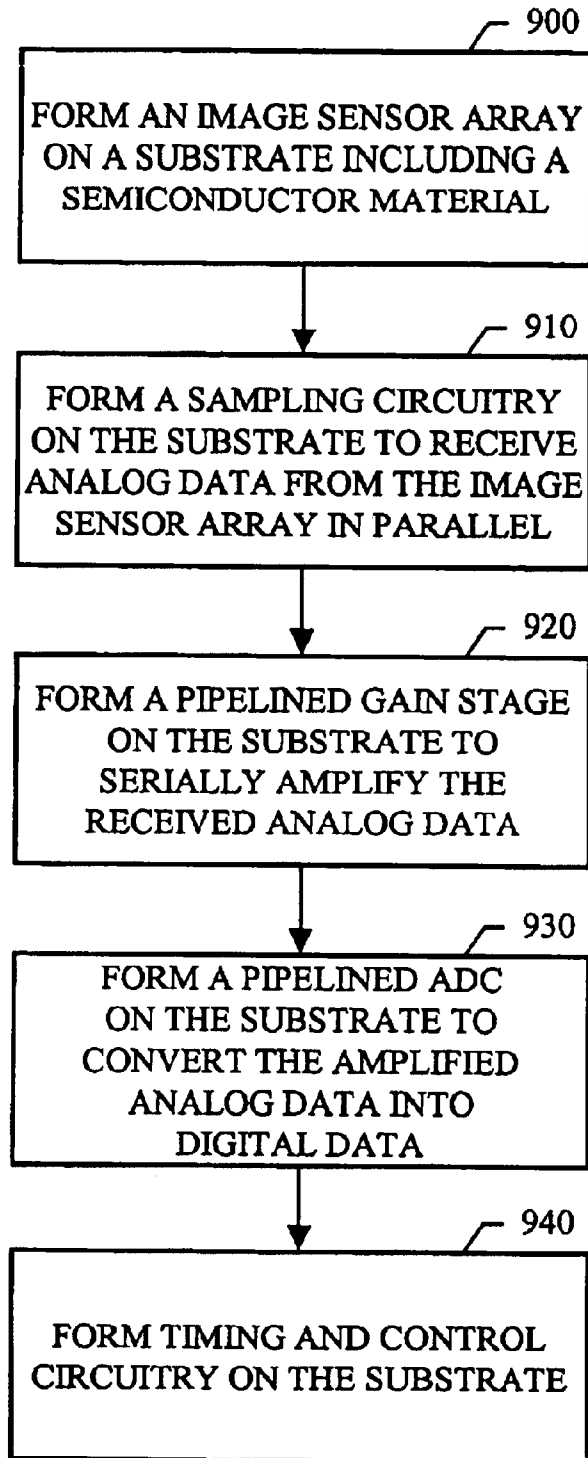 900
FORM AN IMAGE SENSOR ARRAY
ON A SUBSTRATE INCLUDING A
SEMICONDUCTOR MATERIAL
910
FORM A SAMPLING CIRCUITRY
ON THE SUBSTRATE TO RECEIVE
ANALOG DATA FROM THE IMAGE
SENSOR ARRAY IN PARALLEL
920
FORM A PIPELINED GAIN STAGE
ON THE SUBSTRATE TO
SERIALLY AMPLIFY THE
RECEIVED ANALOG DATA
930
FORM A PIPELINED ADC
ON THE SUBSTRATE TO
CONVERT THE AMPLIFIED
ANALOG DATA INTO
DIGITAL DATA
940
FORM TIMING AND CONTROL
CIRCUITRY ON THE SUBSTRATE